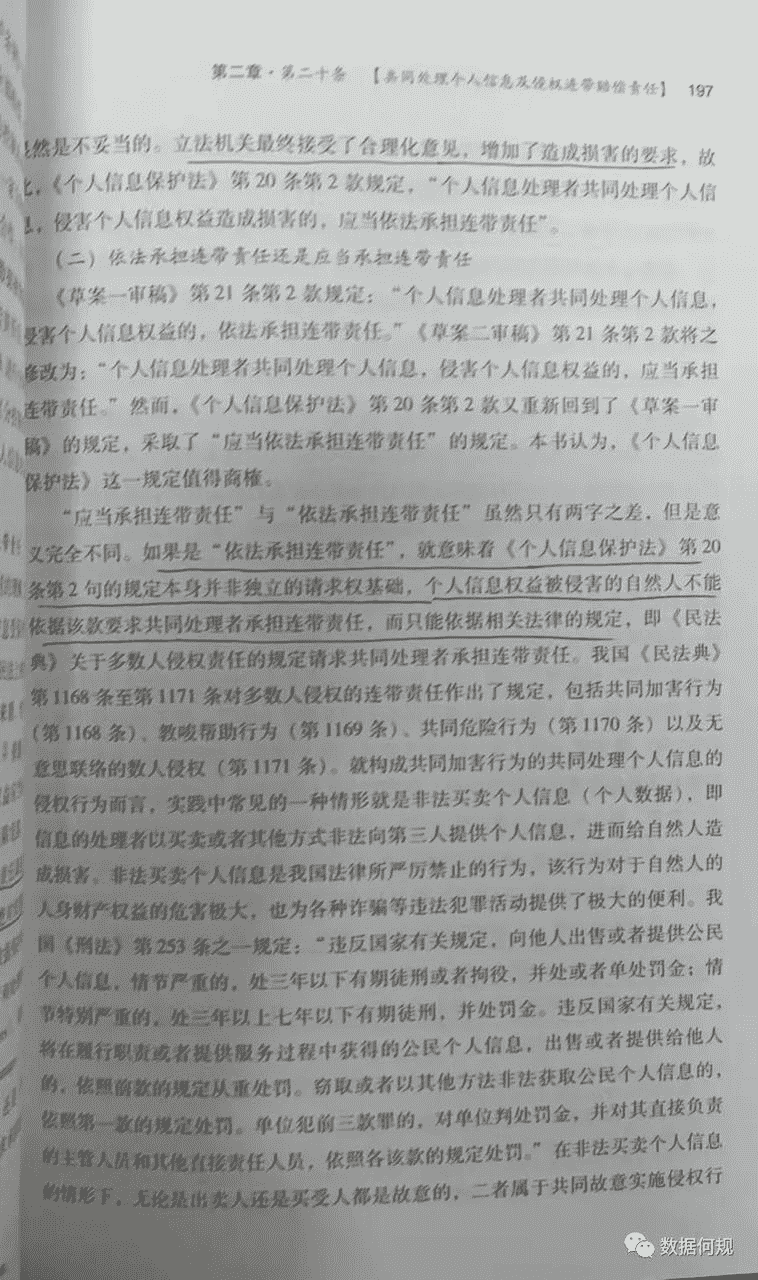 第二章·第二十条 【共同处理个人信息及侵权连带赔偿责任】 197
然是不妥当的。立法机关最终接受了合理化意见，增加了造成损害的要求，故
，《个人信息保护法》第20条第2款规定，“个人信息处理者共同处理个人信
，侵害个人信息权益造成损害的，应当依法承担连带责任”。
（二）依法承担连带责任还是应当承担连带责任
《草案一审稿》第21条第2款规定：“个人信息处理者共同处理个人信息，
侵害个人信息权益的，依法承担连带责任。”《草案二审稿》第21条第2款将之
修改为：“个人信息处理者共同处理个人信息，侵害个人信息权益的，应当承担
连带责任。”然而，《个人信息保护法》第20条第2款又重新回到了《草案一审
稿》的规定，采取了“应当依法承担连带责任”的规定。本书认为，《个人信息
保护法》这一规定值得商榷。
“应当承担连带责任”与“依法承担连带责任”虽然只有两字之差，但是意
义完全不同。如果是“依法承担连带责任”，就意味着《个人信息保护法》第20
条第2句的规定本身并非独立的请求权基础，个人信息权益被侵害的自然人不能
依据该款要求共同处理者承担连带责任，而只能依据相关法律的规定，即《民法
典》关于多数人侵权责任的规定请求共同处理者承担连带责任。我国《民法典》
第1168条至第1171条对多数人侵权的连带责任作出了规定，包括共同加害行为
（第1168条）、教唆帮助行为（第1169条）、共同危险行为（第1170条）以及无
意思联络的数人侵权（第1171条）。就构成共同加害行为的共同处理个人信息的
侵权行为而言，实践中常见的一种情形就是非法买卖个人信息（个人数据），即
信息的处理者以买卖或者其他方式非法向第三人提供个人信息，进而给自然人造
成损害。非法买卖个人信息是我国法律所严厉禁止的行为，该行为对于自然人的
人身财产权益的危害极大，也为各种诈骗等违法犯罪活动提供了极大的便利。我
国《刑法》第253条之一规定：“违反国家有关规定，向他人出售或者提供公民
个人信息，情节严重的，处三年以下有期徒刑或者拘役，并处或者单处罚金；情
节特别严重的，处三年以上七年以下有期徒刑，并处罚金。违反国家有关规定，
将在履行职责或者提供服务过程中获得的公民个人信息，出售或者提供给他人
的，依照前款的规定从重处罚。窃取或者以其他方法非法获取公民个人信息的，
依照第一款的规定处罚。单位犯前三款罪的，对单位判处罚金，并对其直接负责
的主管人员和其他直接责任人员，依照各该款的规定处罚。”在非法买卖个人信息
的情形下，无论是出卖人还是买受人都是故意的，二者属于共同故意实施侵权行
数据何规